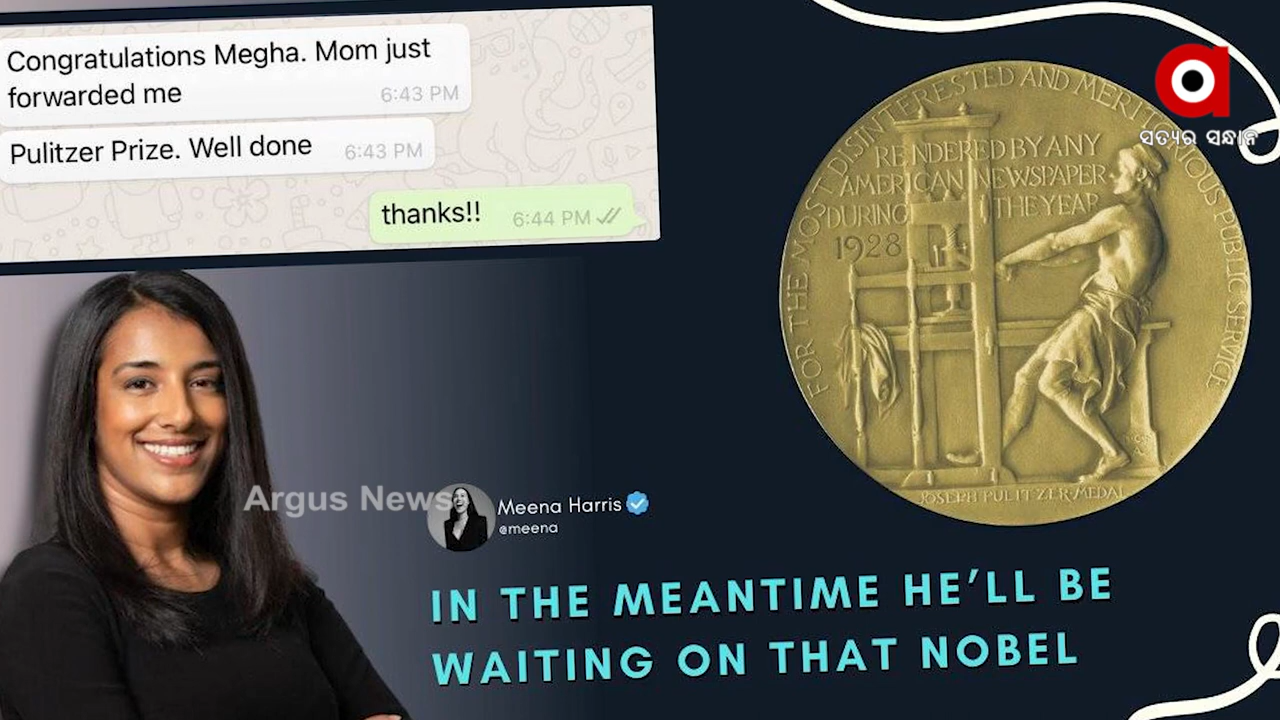 Congratulations Megha. Mom just
forwarded me
6:43 PM
Pulitzer Prize. Well done
6:43 PM
thanks!!
6:44 PM
ସତ୍ୟର ସନ୍ଧାନ
FOR THE MOST DISINTERESTED AND MERITORIOUS PUBLIC SERVICE
RENDERED BY ANY
AMERICAN NEWSPAPER
DURING THE YEAR
1928
JOSEPH PULITZER MEDAL
Argus News
Meena Harris
@meena
IN THE MEANTIME HE’LL BE
WAITING ON THAT NOBEL